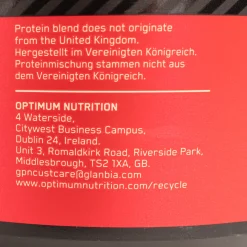 Protein blend does not originate
from the United Kingdom.
Hergestellt im Vereinigten Königreich.
Proteinmischung stammen nicht aus
dem Vereinigten Königreich.
OPTIMUM NUTRITION
4 Waterside,
Citywest Business Campus,
Dublin 24, Ireland.
Unit 3, Romaldkirk Road, Riverside Park,
Middlesbrough, TS2 1XA, GB.
gpncustcare@glanbia.com
www.optimumnutrition.com/recycle